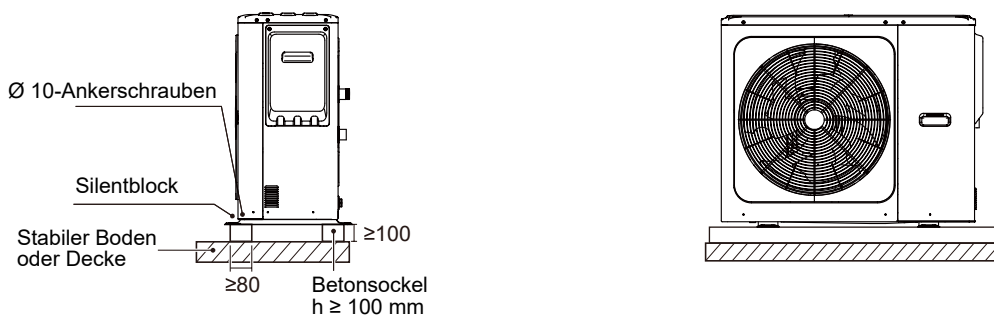 Ø 10-Ankerschrauben
Silentblock
Stabiler Boden
oder Decke
≥100
≥80
Betonsockel
h ≥ 100 mm